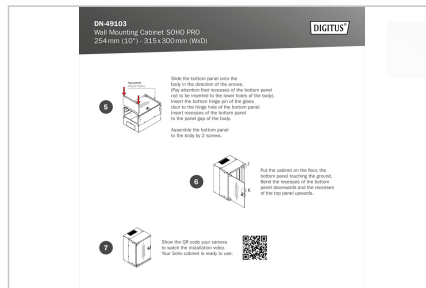 DN-49103
Wall Mounting Cabinet SOHO PRO
254 mm (10") - 315 x 300 mm (WxD)
DIGITUS®
5
Slide the bottom panel onto the
body in the direction of the arrows.
(Pay attention that recesses of the bottom panel
not to be inserted to the lower holes of the body).
Insert the bottom hinge pin of the glass
door to the hinge hole of the bottom panel.
Insert recesses of the bottom panel
to the panel gap of the body.
Assemble the bottom panel
to the body by 2 screws.
6
Put the cabinet on the floor, the
bottom panel touching the ground.
Bend the recesses of the bottom
panel downwards and the recesses
of the top panel upwards.
7
Show the QR code your camera
to watch the installation video.
Your Soho cabinet is ready to use.